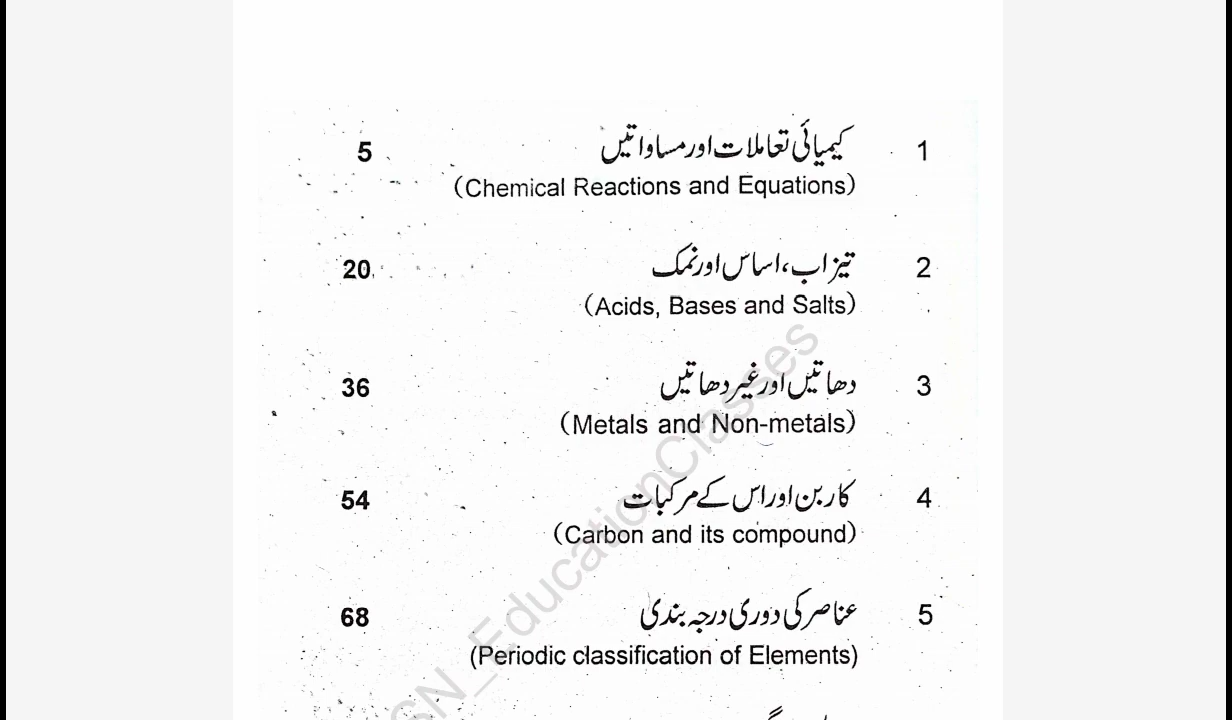 1 کیمیائی تعاملات اور مساواتیں 5
(Chemical Reactions and Equations)
2 تیزاب، اساس اور نمک 20
(Acids, Bases and Salts)
3 دھاتیں اور غیر دھاتیں 36
(Metals and Non-metals)
4 کاربن اور اس کے مرکبات 54
(Carbon and its compound)
5 عناصر کی دوری درجہ بندی 68
(Periodic classification of Elements)
SN_EducationClasses